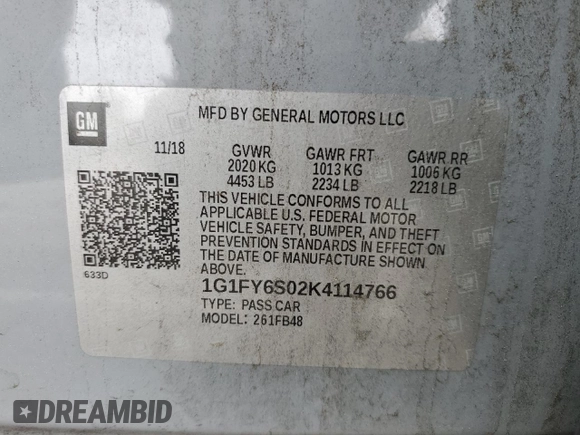 GM
MFD BY GENERAL MOTORS LLC
11/18 GVWR GAWR FRT GAWR RR
2020 KG 1013 KG 1006 KG
4453 LB 2234 LB 2218 LB
THIS VEHICLE CONFORMS TO ALL
APPLICABLE U.S. FEDERAL MOTOR
VEHICLE SAFETY, BUMPER, AND THEFT
PREVENTION STANDARDS IN EFFECT ON
THE DATE OF MANUFACTURE SHOWN
ABOVE.
633D
1G1FY6S02K4114766
TYPE: PASS CAR
MODEL: 261FB48
DREAMBID